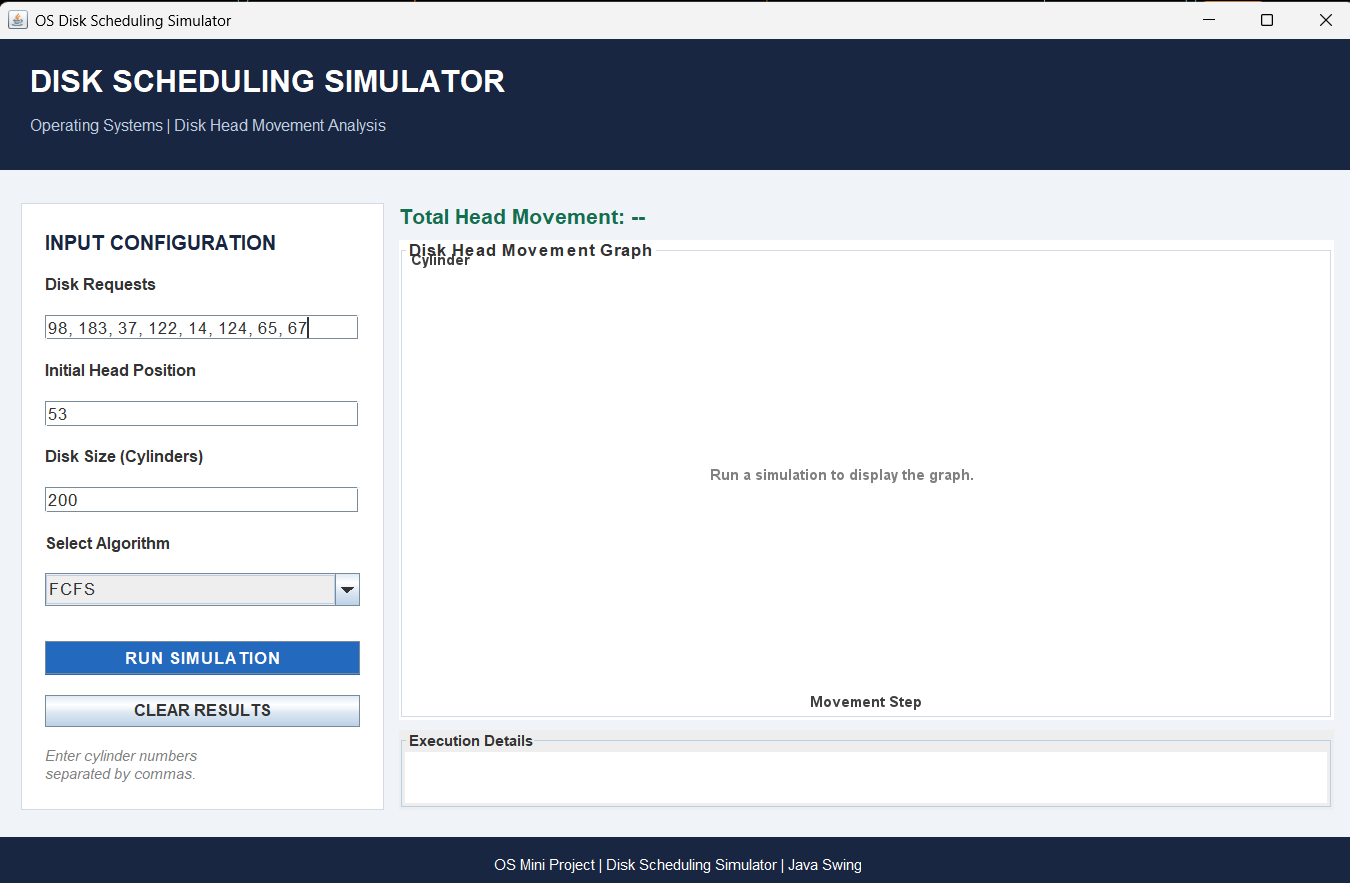 OS Disk Scheduling Simulator
DISK SCHEDULING SIMULATOR
Operating Systems | Disk Head Movement Analysis
INPUT CONFIGURATION
Disk Requests
98, 183, 37, 122, 14, 124, 65, 67
Initial Head Position
53
Disk Size (Cylinders)
200
Select Algorithm
FCFS
RUN SIMULATION
CLEAR RESULTS
Enter cylinder numbers
separated by commas.
Total Head Movement: --
Disk Head Movement Graph
Cylinder
Run a simulation to display the graph.
Movement Step
Execution Details
OS Mini Project | Disk Scheduling Simulator | Java Swing